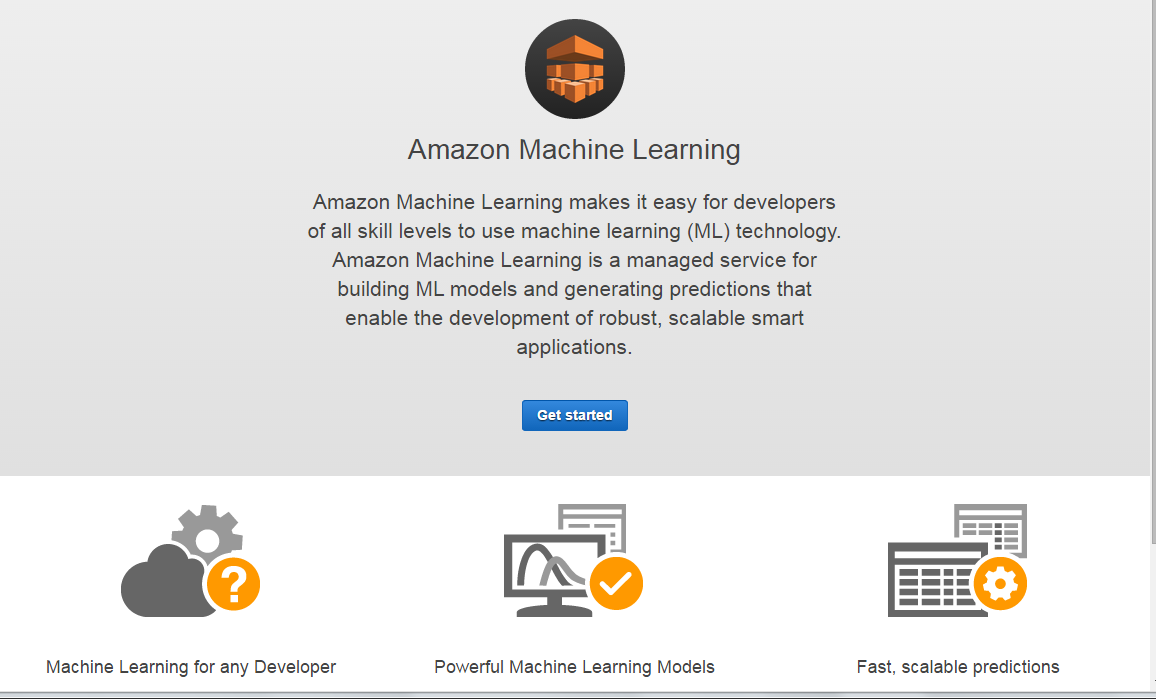 Amazon Machine Learning
Amazon Machine Learning makes it easy for developers
of all skill levels to use machine learning (ML) technology.
Amazon Machine Learning is a managed service for
building ML models and generating predictions that
enable the development of robust, scalable smart
applications.
Get started
?
Machine Learning for any Developer
Powerful Machine Learning Models
Fast, scalable predictions